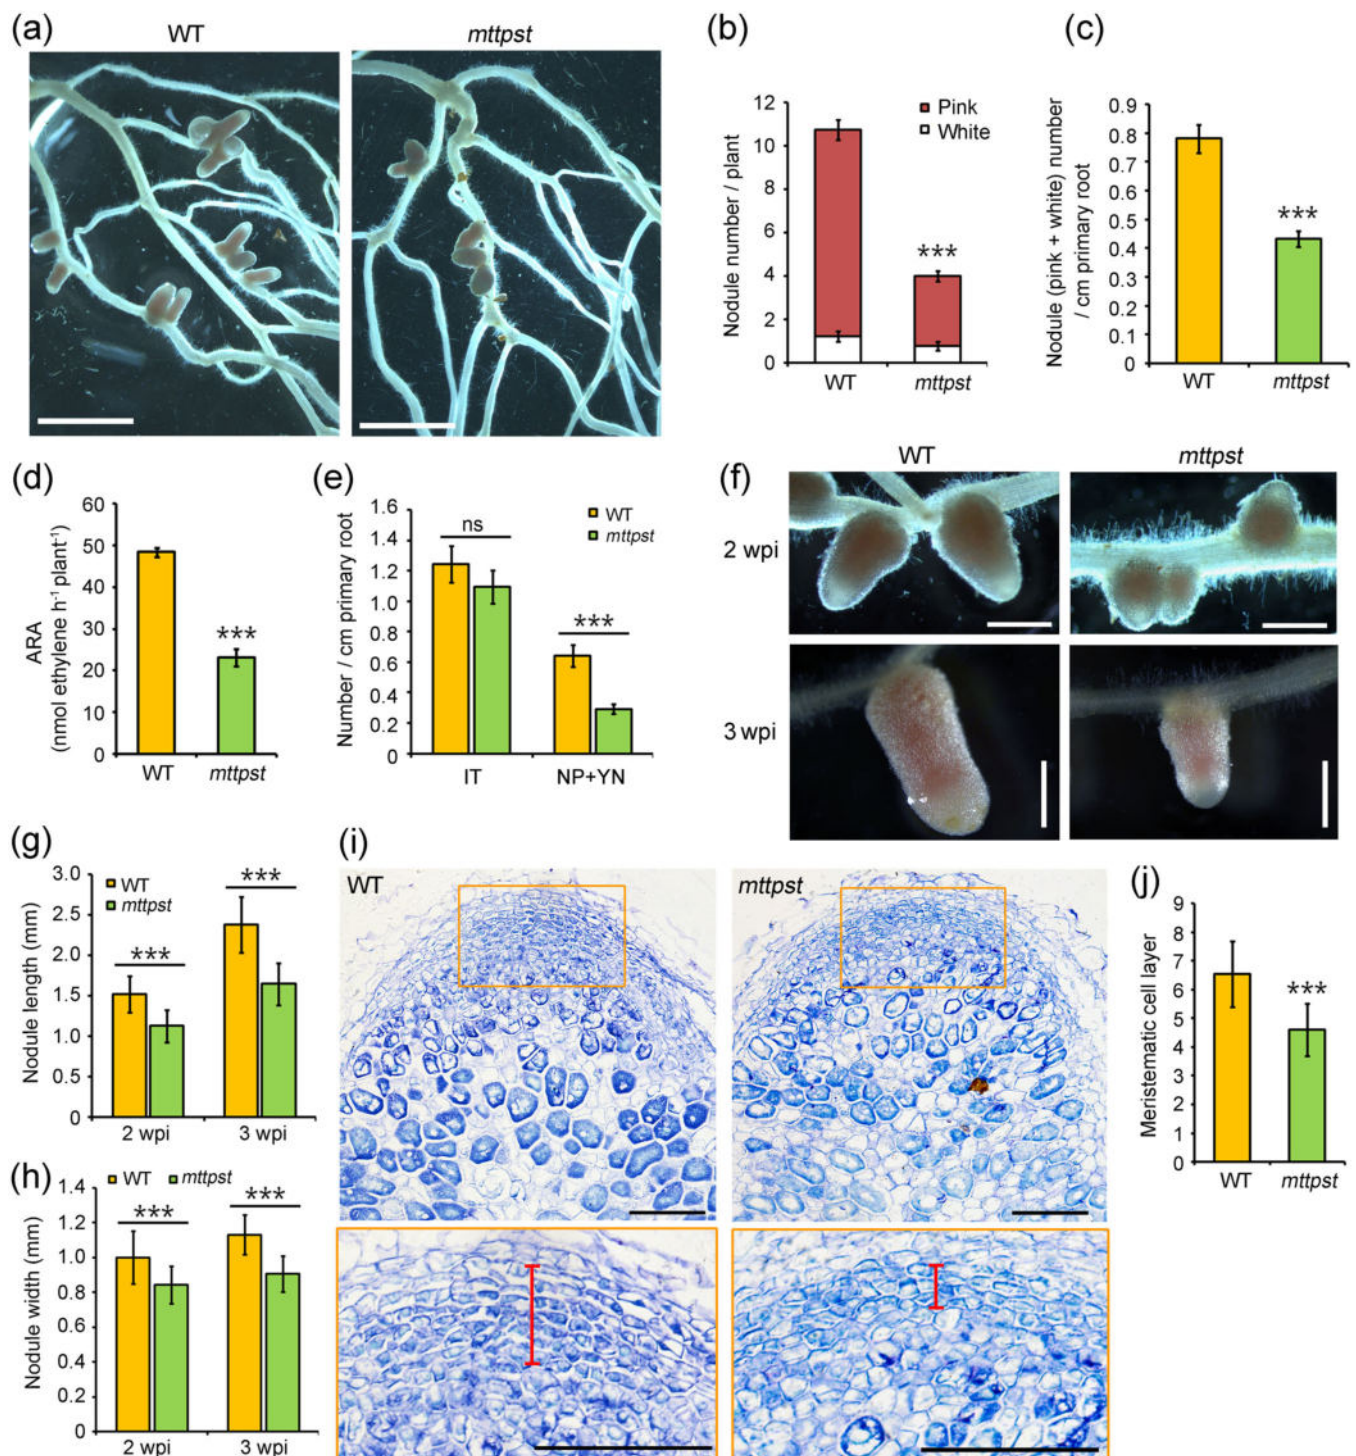 (a)
WT
mttpst
(b)
Nodule number / plant
12
10
8
6
4
2
0
Pink
White
***
WT
mttpst
(c)
Nodule (pink + white) number
/ cm primary root
0.9
0.8
0.7
0.6
0.5
0.4
0.3
0.2
0.1
0
***
WT
mttpst
(d)
ARA
(nmol ethylene h⁻¹ plant⁻¹)
60
50
40
30
20
10
0
***
WT
mttpst
(e)
Number / cm primary root
1.6
1.4
1.2
1.0
0.8
0.6
0.4
0.2
0
WT
mttpst
ns
***
IT
NP+YN
(f)
WT
mttpst
2 wpi
3 wpi
(g)
Nodule length (mm)
3.0
2.5
2.0
1.5
1.0
0.5
0
WT
mttpst
***
***
2 wpi
3 wpi
(h)
Nodule width (mm)
1.4
1.2
1.0
0.8
0.6
0.4
0.2
0
WT
mttpst
***
***
2 wpi
3 wpi
(i)
WT
mttpst
(j)
Meristematic cell layer
9
8
7
6
5
4
3
2
1
0
***
WT
mttpst